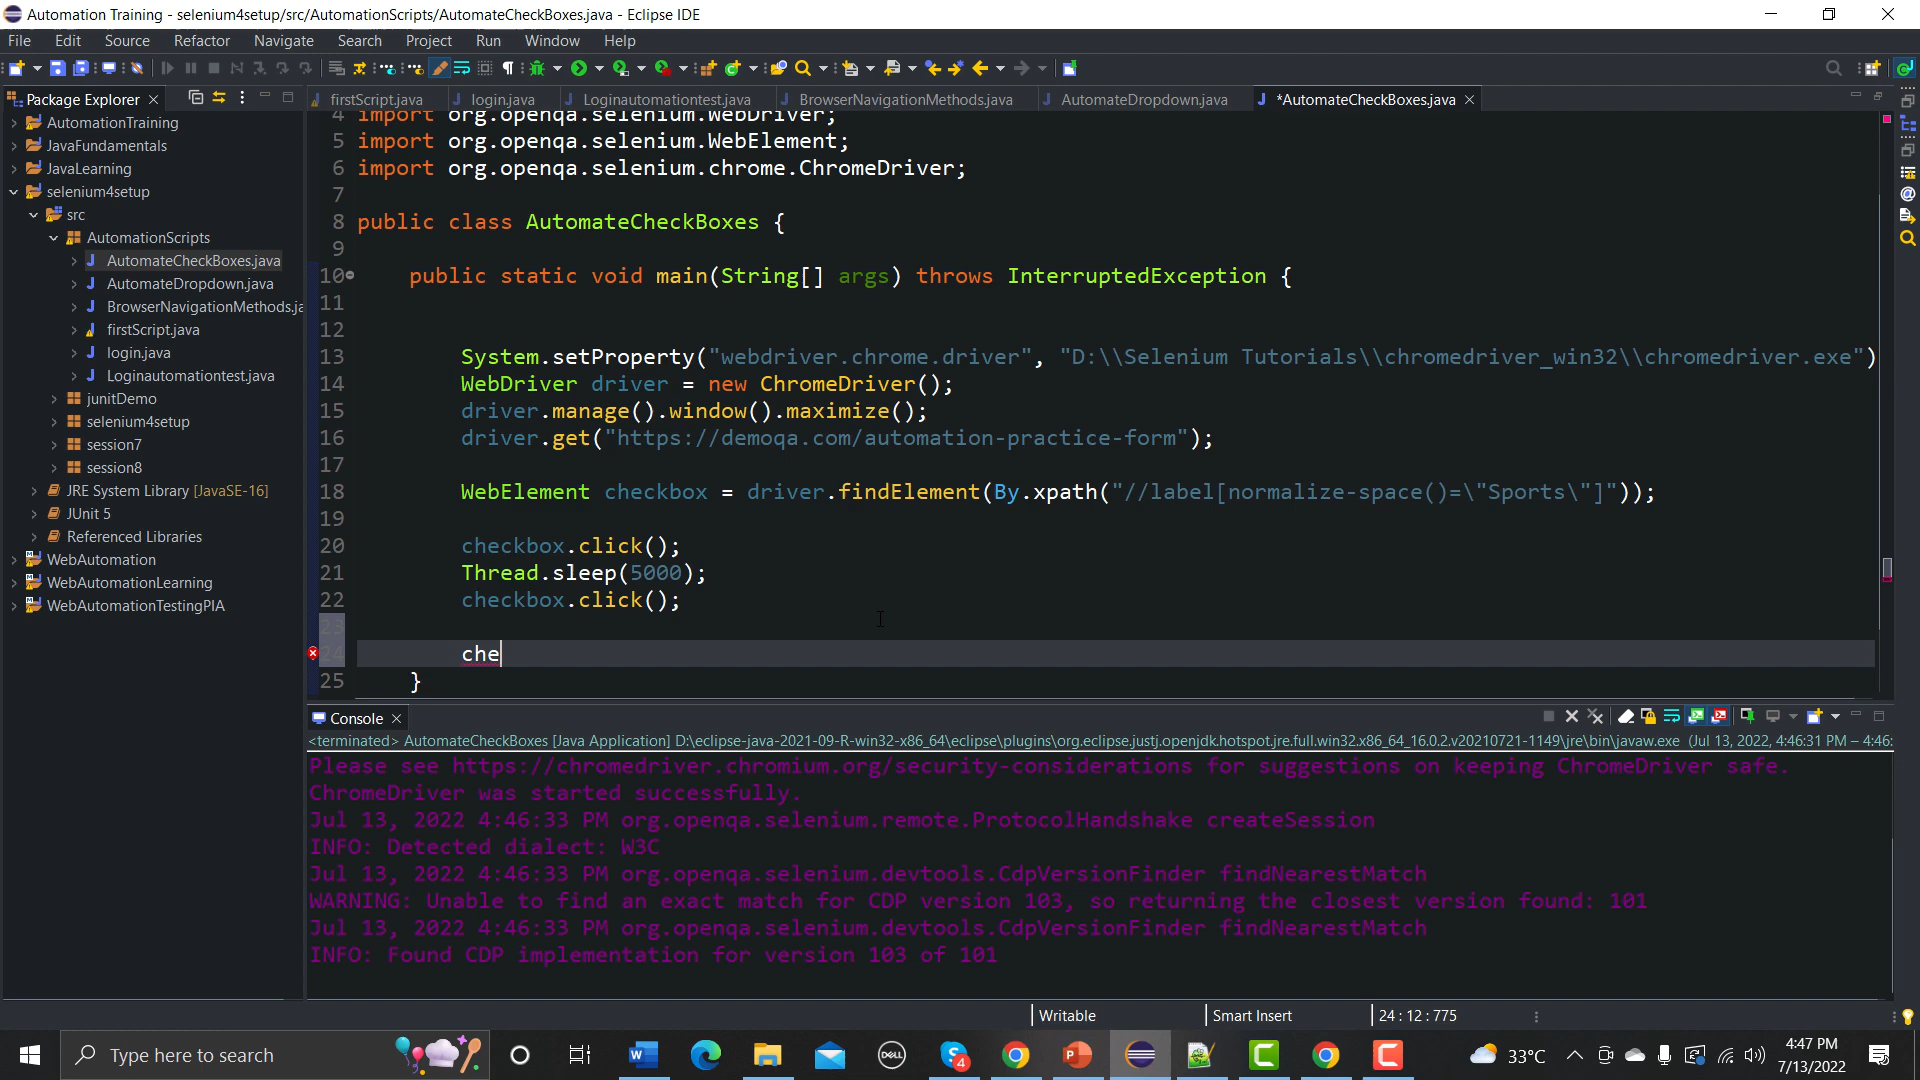 Automation Training - selenium4setup/src/AutomationScripts/AutomateCheckBoxes.java - Eclipse IDE
File Edit Source Refactor Navigate Search Project Run Window Help
Package Explorer
firstScript.java login.java Loginautomationtest.java BrowserNavigationMethods.java AutomateDropdown.java *AutomateCheckBoxes.java
AutomationTraining
JavaFundamentals
JavaLearning
selenium4setup
src
AutomationScripts
AutomateCheckBoxes.java
AutomateDropdown.java
BrowserNavigationMethods.ja
firstScript.java
login.java
Loginautomationtest.java
junitDemo
selenium4setup
session7
session8
JRE System Library [JavaSE-16]
JUnit 5
Referenced Libraries
WebAutomation
WebAutomationLearning
WebAutomationTestingPIA
4 import org.openqa.selenium.WebDriver;
5 import org.openqa.selenium.WebElement;
6 import org.openqa.selenium.chrome.ChromeDriver;
7
8 public class AutomateCheckBoxes {
9
10 public static void main(String[] args) throws InterruptedException {
11
12
13 System.setProperty("webdriver.chrome.driver", "D:\\Selenium Tutorials\\chromedriver_win32\\chromedriver.exe")
14 WebDriver driver = new ChromeDriver();
15 driver.manage().window().maximize();
16 driver.get("https://demoqa.com/automation-practice-form");
17
18 WebElement checkbox = driver.findElement(By.xpath("//label[normalize-space()=\"Sports\"]"));
19
20 checkbox.click();
21 Thread.sleep(5000);
22 checkbox.click();
23
24 che
25 }
Console
<terminated> AutomateCheckBoxes [Java Application] D:\eclipse-java-2021-09-R-win32-x86_64\eclipse\plugins\org.eclipse.justj.openjdk.hotspot.jre.full.win32.x86_64_16.0.2.v20210721-1149\jre\bin\javaw.exe (Jul 13, 2022, 4:46:31 PM – 4:46:
Please see https://chromedriver.chromium.org/security-considerations for suggestions on keeping ChromeDriver safe.
ChromeDriver was started successfully.
Jul 13, 2022 4:46:33 PM org.openqa.selenium.remote.ProtocolHandshake createSession
INFO: Detected dialect: W3C
Jul 13, 2022 4:46:33 PM org.openqa.selenium.devtools.CdpVersionFinder findNearestMatch
WARNING: Unable to find an exact match for CDP version 103, so returning the closest version found: 101
Jul 13, 2022 4:46:33 PM org.openqa.selenium.devtools.CdpVersionFinder findNearestMatch
INFO: Found CDP implementation for version 103 of 101
Writable Smart Insert 24 : 12 : 775
Type here to search
DELL
4
33°C
4:47 PM
7/13/2022